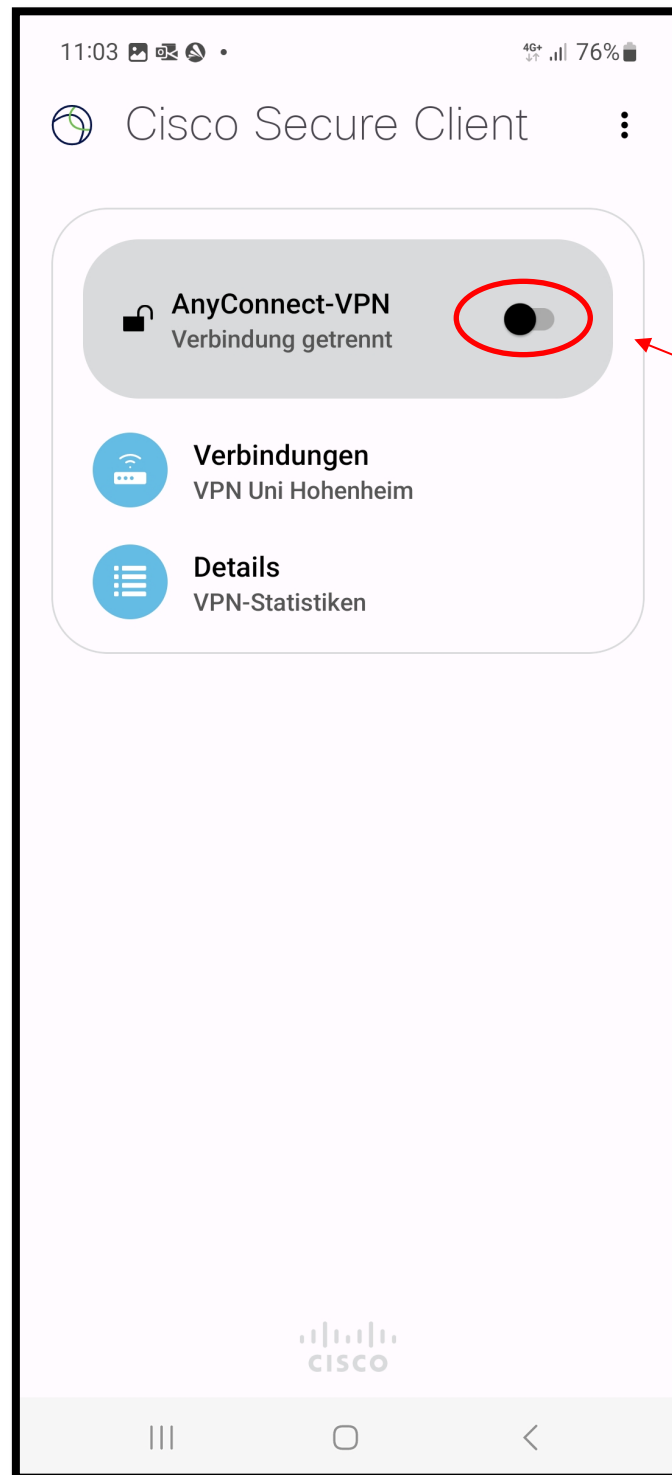 11:03
4G+
76%
Cisco Secure Client
AnyConnect-VPN
Verbindung getrennt
Verbindungen
VPN Uni Hohenheim
Details
VPN-Statistiken
CISCO